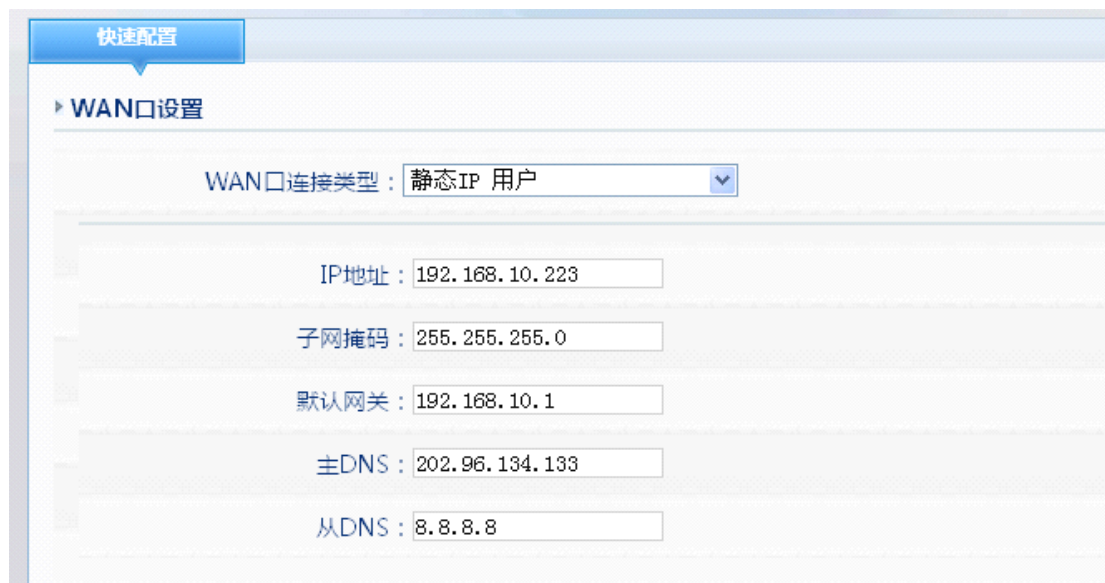 快速配置
WAN口设置
WAN口连接类型：静态IP 用户
IP地址：192.168.10.223
子网掩码：255.255.255.0
默认网关：192.168.10.1
主DNS：202.96.134.133
从DNS：8.8.8.8